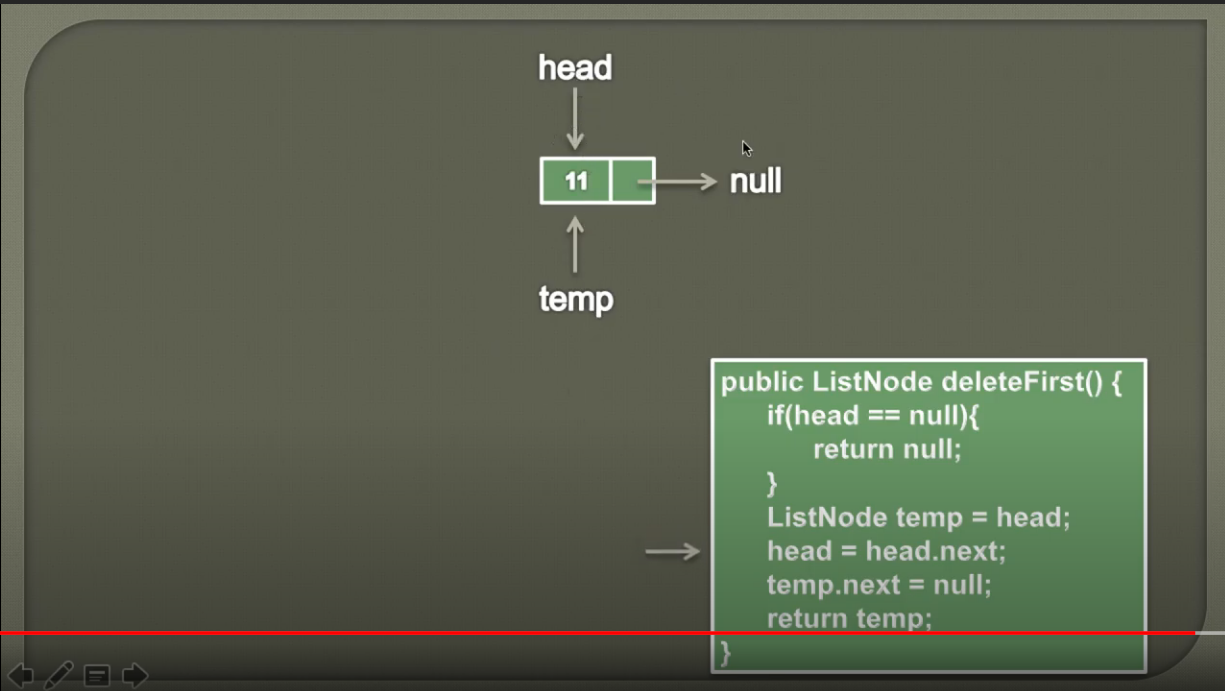 head
11
null
temp
public ListNode deleteFirst() {
if(head == null){
return null;
}
ListNode temp = head;
head = head.next;
temp.next = null;
return temp;
}